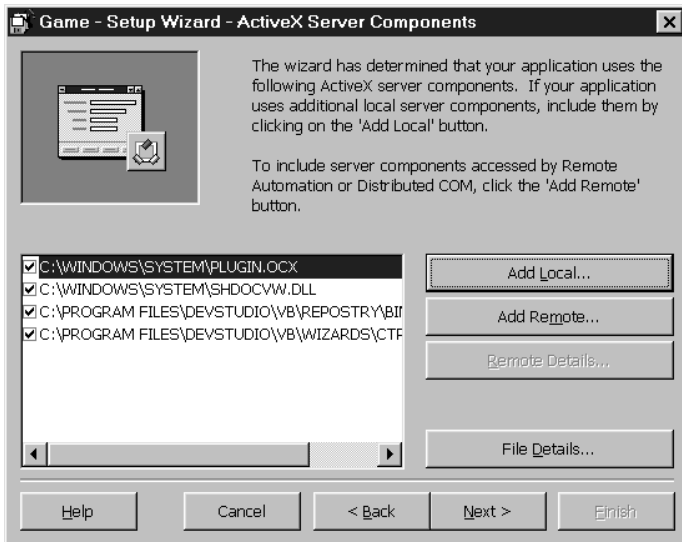 Game - Setup Wizard - ActiveX Server Components
The wizard has determined that your application uses the
following ActiveX server components. If your application
uses additional local server components, include them by
clicking on the 'Add Local' button.
To include server components accessed by Remote
Automation or Distributed COM, click the 'Add Remote'
button.
C:\WINDOWS\SYSTEM\PLUGIN.OCX
C:\WINDOWS\SYSTEM\SHDOCVW.DLL
C:\PROGRAM FILES\DEVSTUDIO\VB\REPOSTRY\BIN
C:\PROGRAM FILES\DEVSTUDIO\VB\WIZARDS\CTF
Add Local...
Add Remote...
Remote Details...
File Details...
Help
Cancel
< Back
Next >
Finish